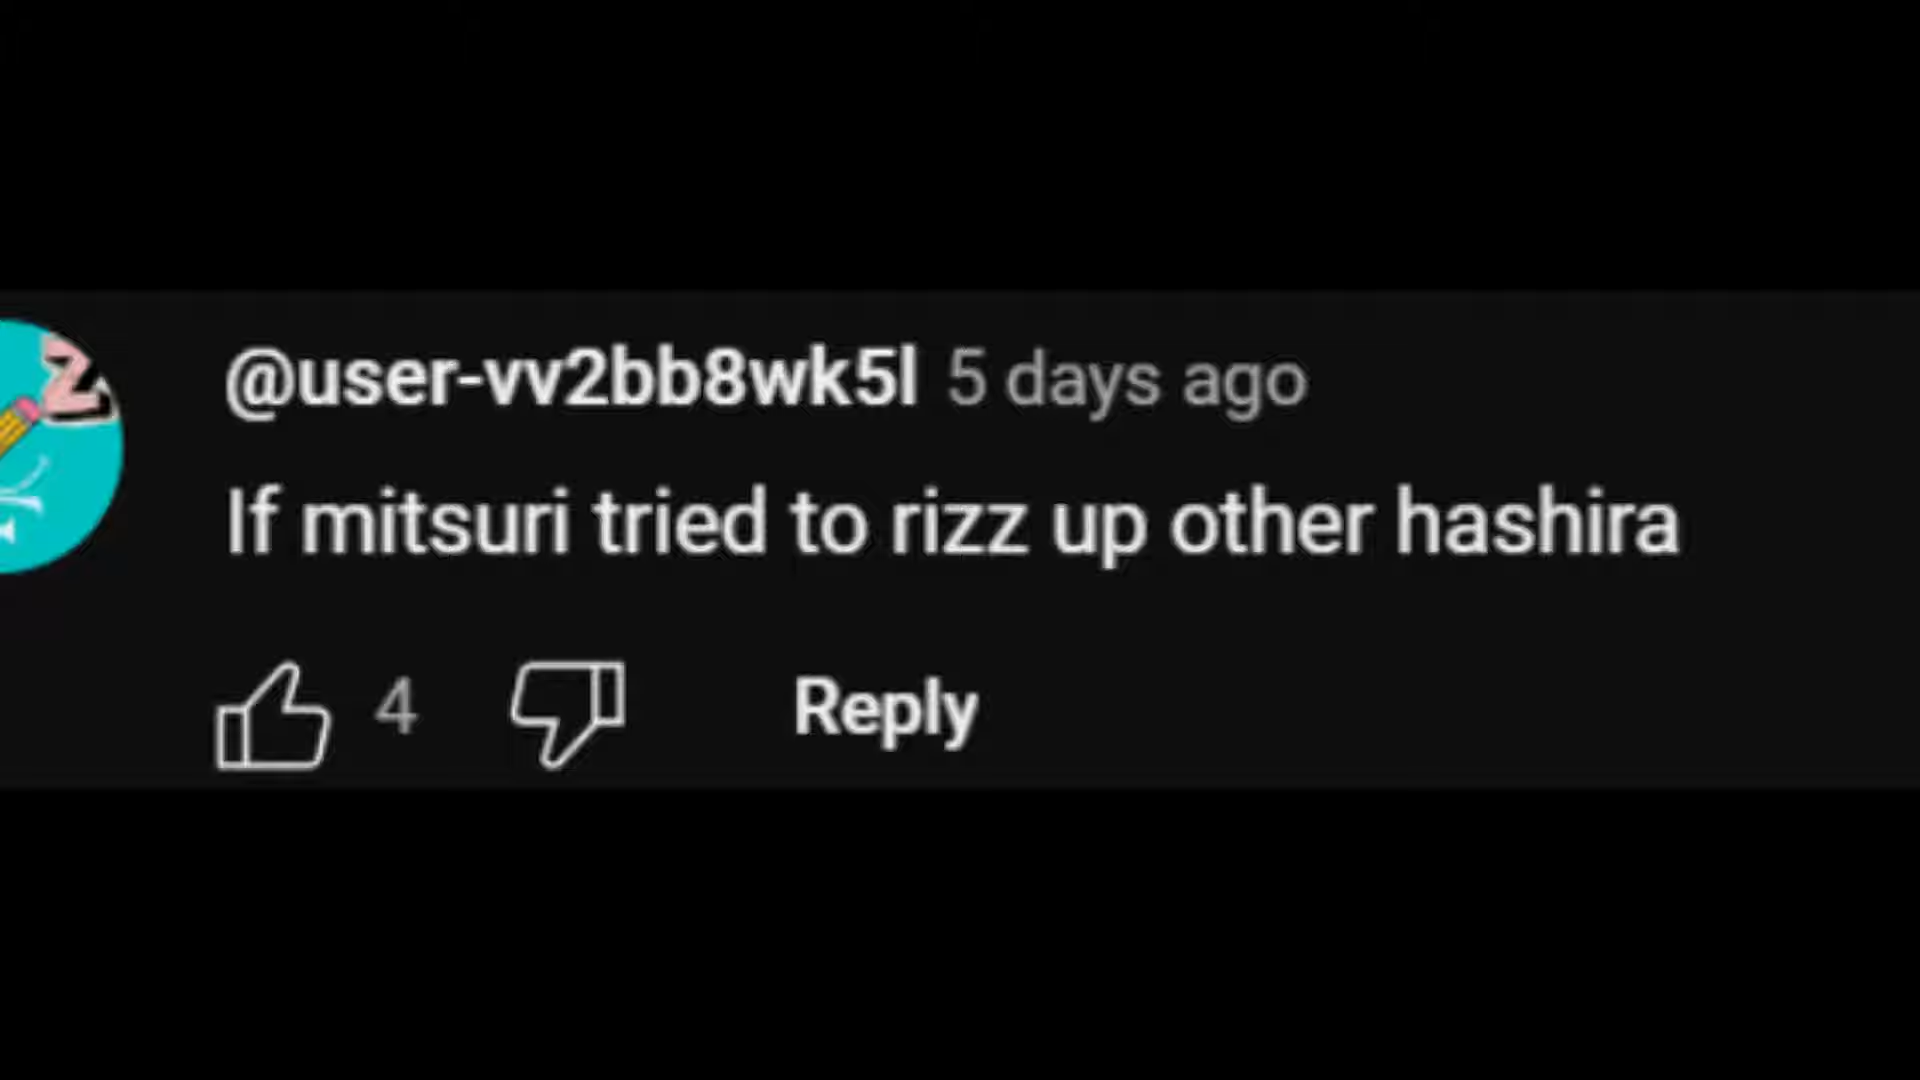 @user-vv2bb8wk5l 5 days ago
If mitsuri tried to rizz up other hashira
4 Reply